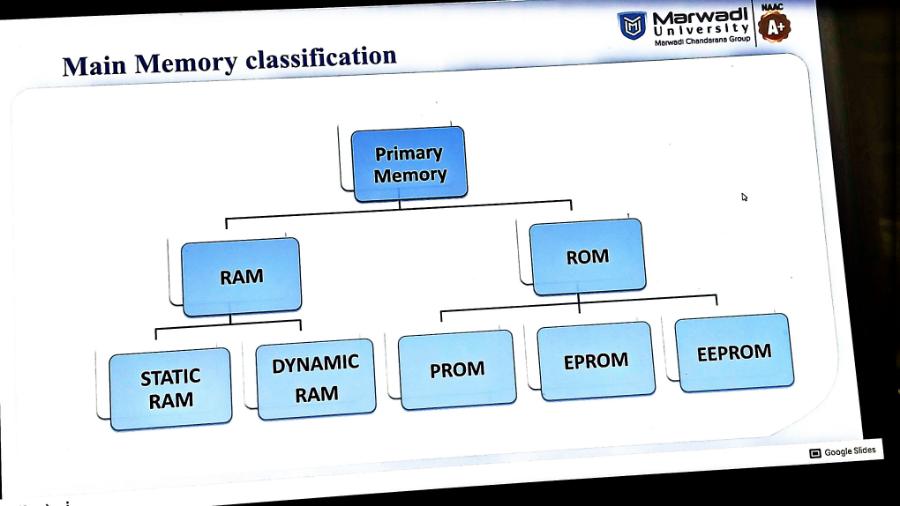 Main Memory classification
Marwadi
University
Marwadi Chandarana Group
NAAC
A+
Primary
Memory
RAM
ROM
STATIC
RAM
DYNAMIC
RAM
PROM
EPROM
EEPROM
Google Slides